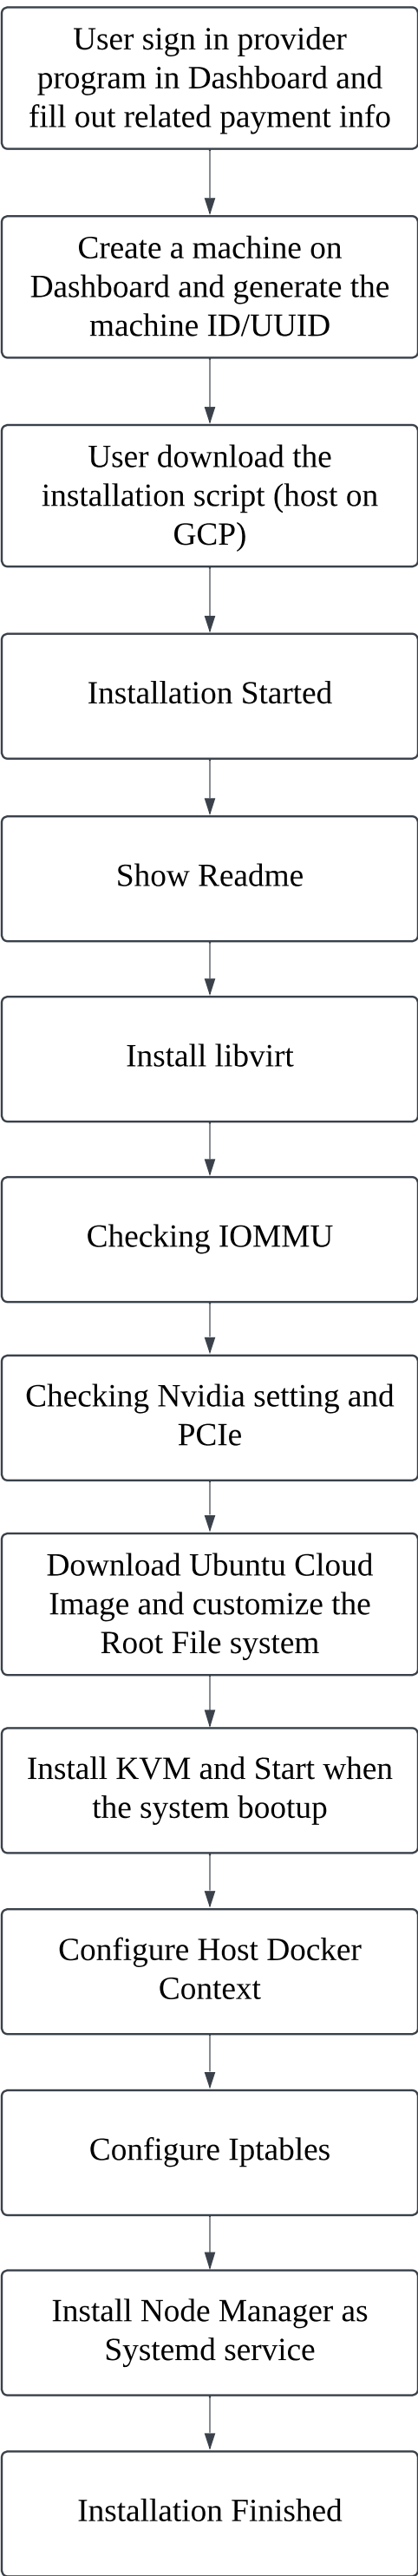 User sign in provider
program in Dashboard and
fill out related payment info
Create a machine on
Dashboard and generate the
machine ID/UUID
User download the
installation script (host on
GCP)
Installation Started
Show Readme
Install libvirt
Checking IOMMU
Checking Nvidia setting and
PCIe
Download Ubuntu Cloud
Image and customize the
Root File system
Install KVM and Start when
the system bootup
Configure Host Docker
Context
Configure Iptables
Install Node Manager as
Systemd service
Installation Finished